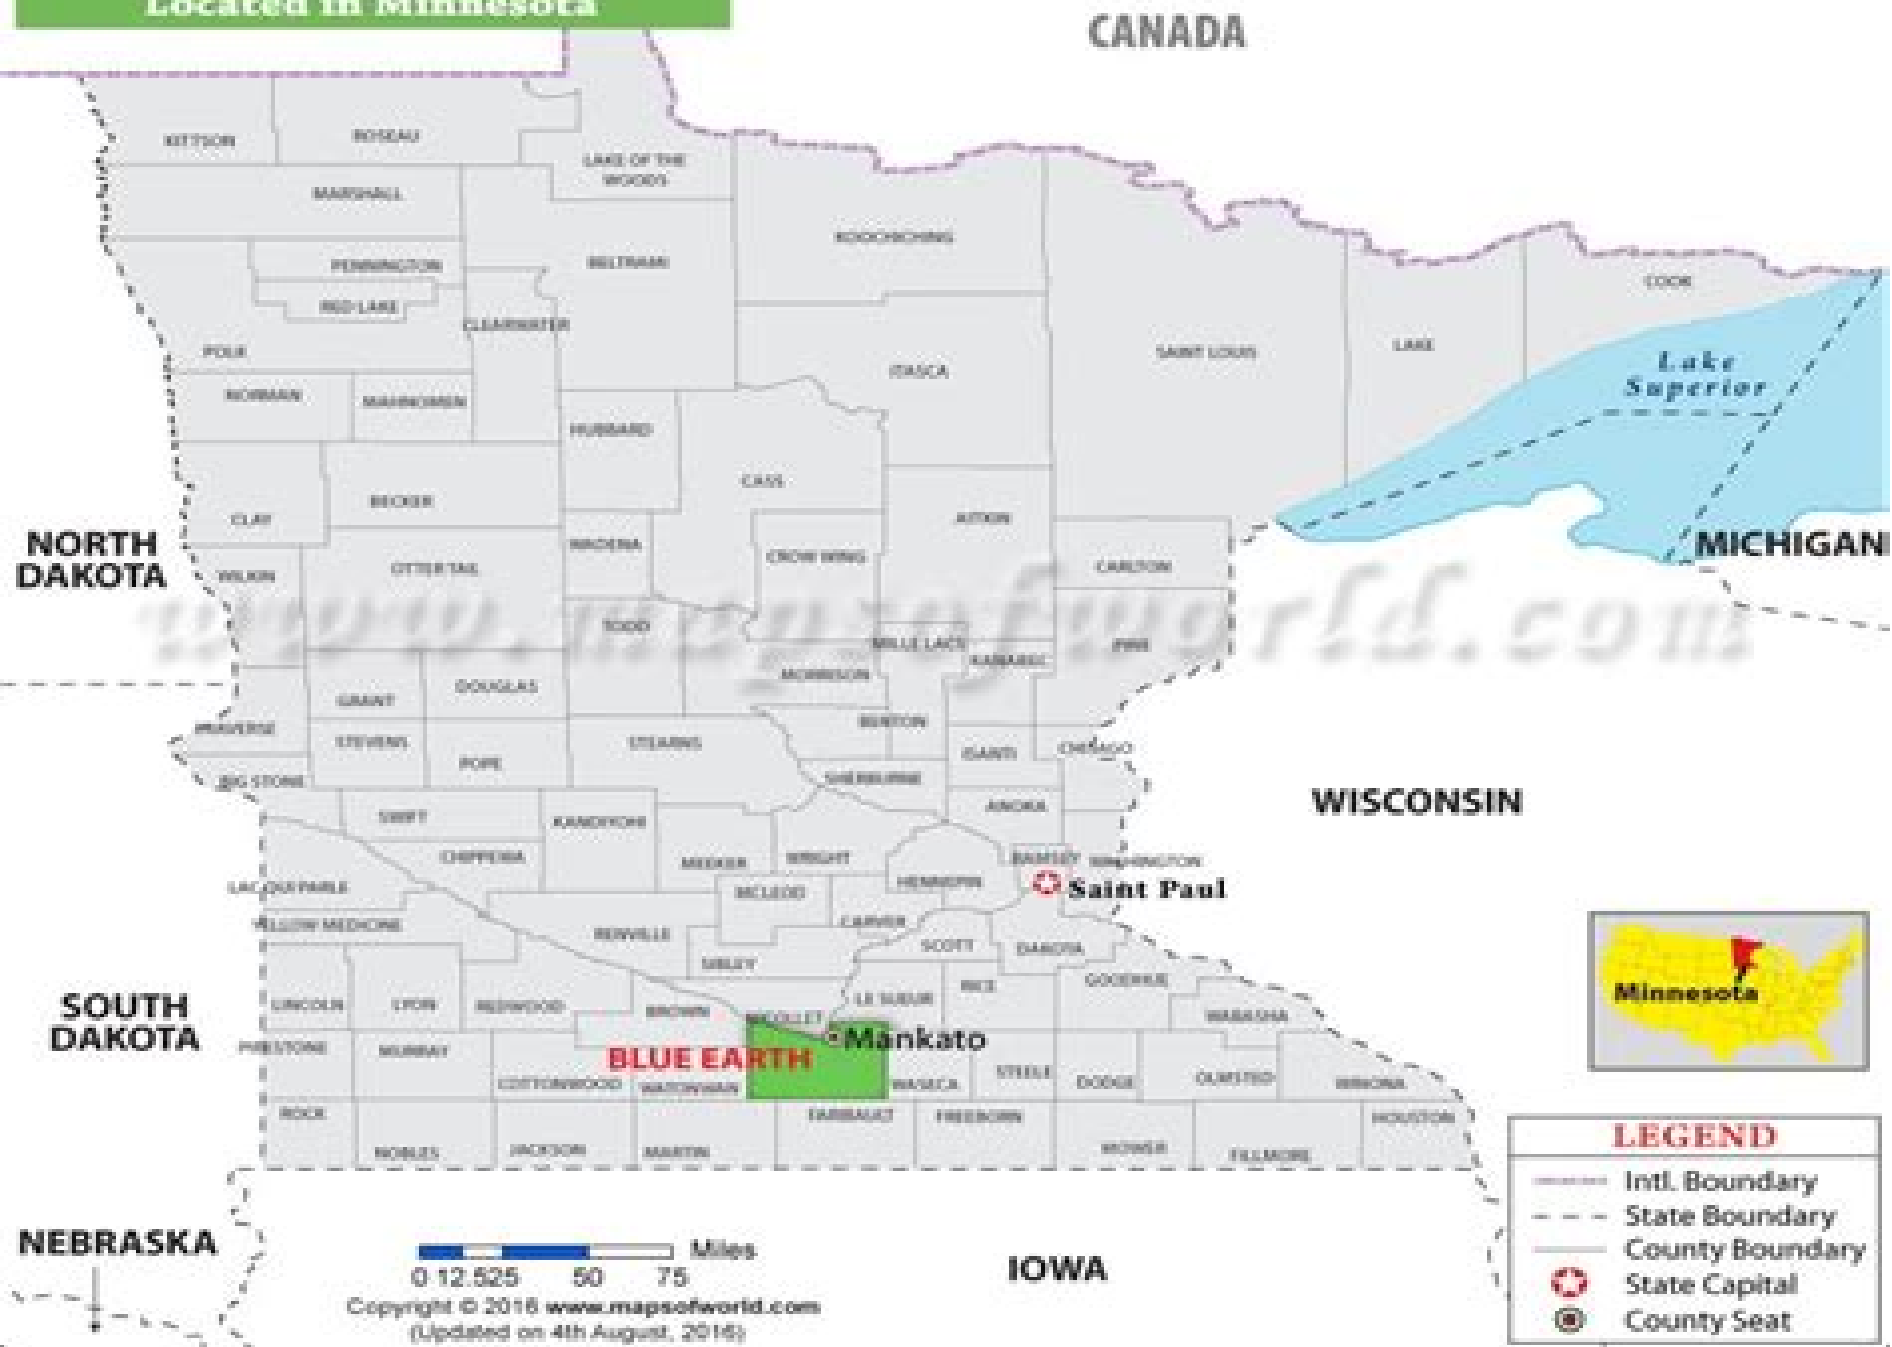 Located in Minnesota
CANADA
KITTSON
ROSEAU
LAKE OF THE
WOODS
MARSHALL
KOOCHICHING
PENNINGTON
BELTRAMI
COOK
RED LAKE
CLEARWATER
POLK
SAINT LOUIS
LAKE
Lake
Superior
ITASCA
NORMAN
MAHNOMEN
HUBBARD
CASS
BECKER
CLAY
AITKIN
NORTH
DAKOTA
WADENA
CROW WING
MICHIGAN
WILKIN
OTTER TAIL
CARLTON
www.mapsofworld.com
TODD
MILLE LACS
KANABEC
PINE
MORRISON
GRANT
DOUGLAS
TRAVERSE
STEVENS
STEARNS
BENTON
ISANTI
CHISAGO
POPE
BIG STONE
SHERBURNE
WISCONSIN
SWIFT
KANDIYOHI
ANOKA
CHIPPEWA
MEEKER
WRIGHT
RAMSEY
WASHINGTON
LAC QUI PARLE
MCLEOD
HENNEPIN
Saint Paul
YELLOW MEDICINE
RENVILLE
CARVER
SCOTT
DAKOTA
SIBLEY
GOODHUE
SOUTH
DAKOTA
LINCOLN
LYON
REDWOOD
BROWN
NICOLLET
LE SUEUR
RICE
WABASHA
Minnesota
PIPESTONE
MURRAY
BLUE EARTH
Mankato
COTTONWOOD
WATONWAN
WASECA
STEELE
DODGE
OLMSTED
WINONA
ROCK
NOBLES
JACKSON
MARTIN
FARIBAULT
FREEBORN
MOWER
FILLMORE
HOUSTON
LEGEND
Intl. Boundary
State Boundary
County Boundary
State Capital
County Seat
NEBRASKA
IOWA
Miles
0 12.525 50 75
Copyright © 2016 www.mapsofworld.com
(Updated on 4th August, 2016)